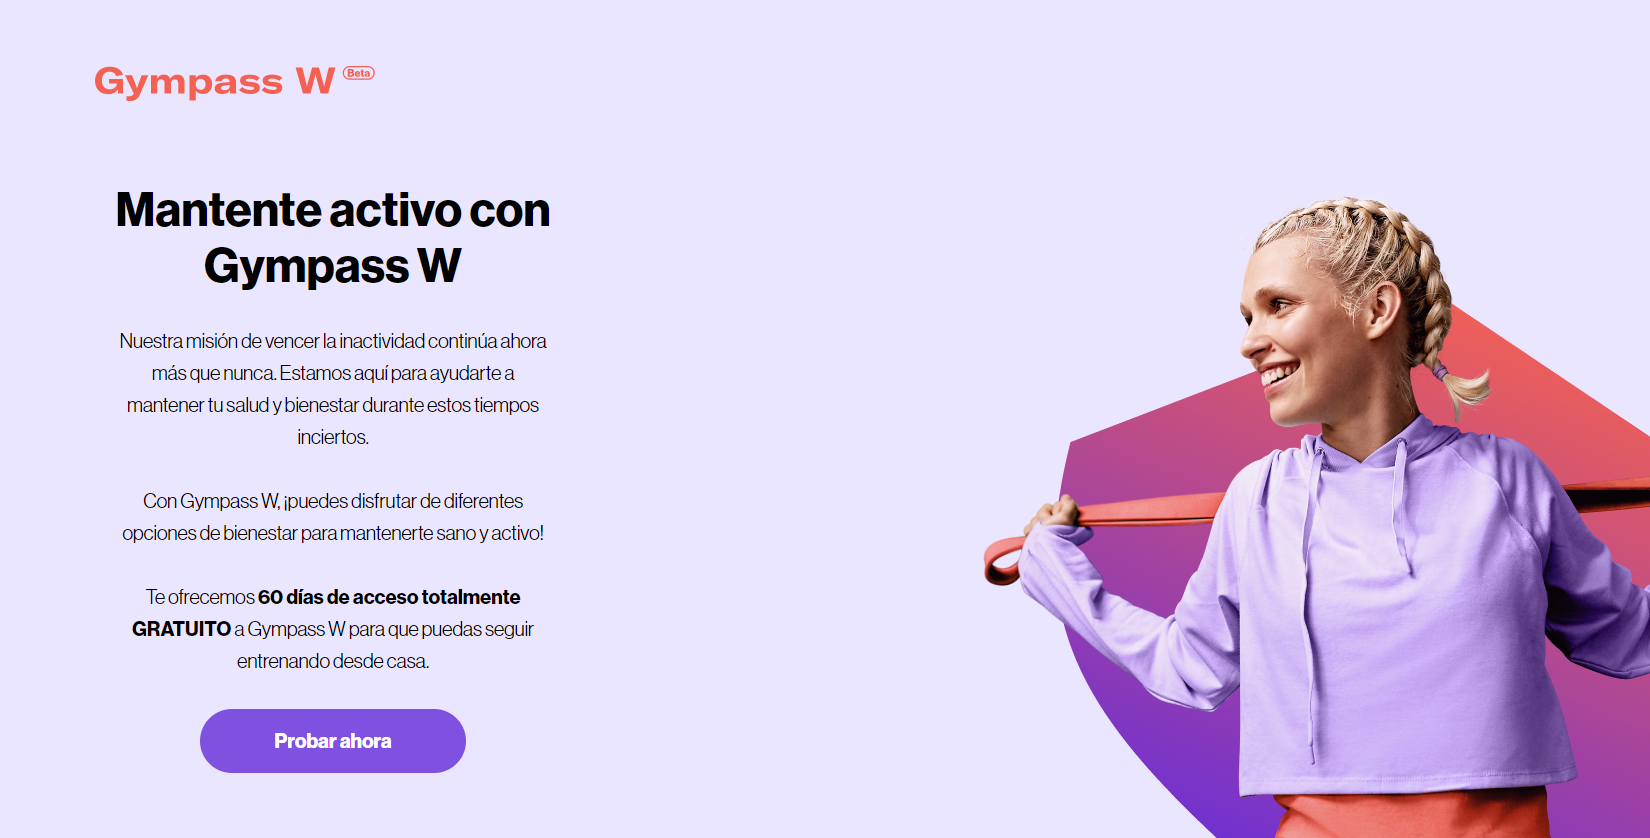 Gympass W Beta
Mantente activo con
Gympass W
Nuestra misión de vencer la inactividad continúa ahora
más que nunca. Estamos aquí para ayudarte a
mantener tu salud y bienestar durante estos tiempos
inciertos.
Con Gympass W, ¡puedes disfrutar de diferentes
opciones de bienestar para mantenerte sano y activo!
Te ofrecemos 60 días de acceso totalmente
GRATUITO a Gympass W para que puedas seguir
entrenando desde casa.
Probar ahora